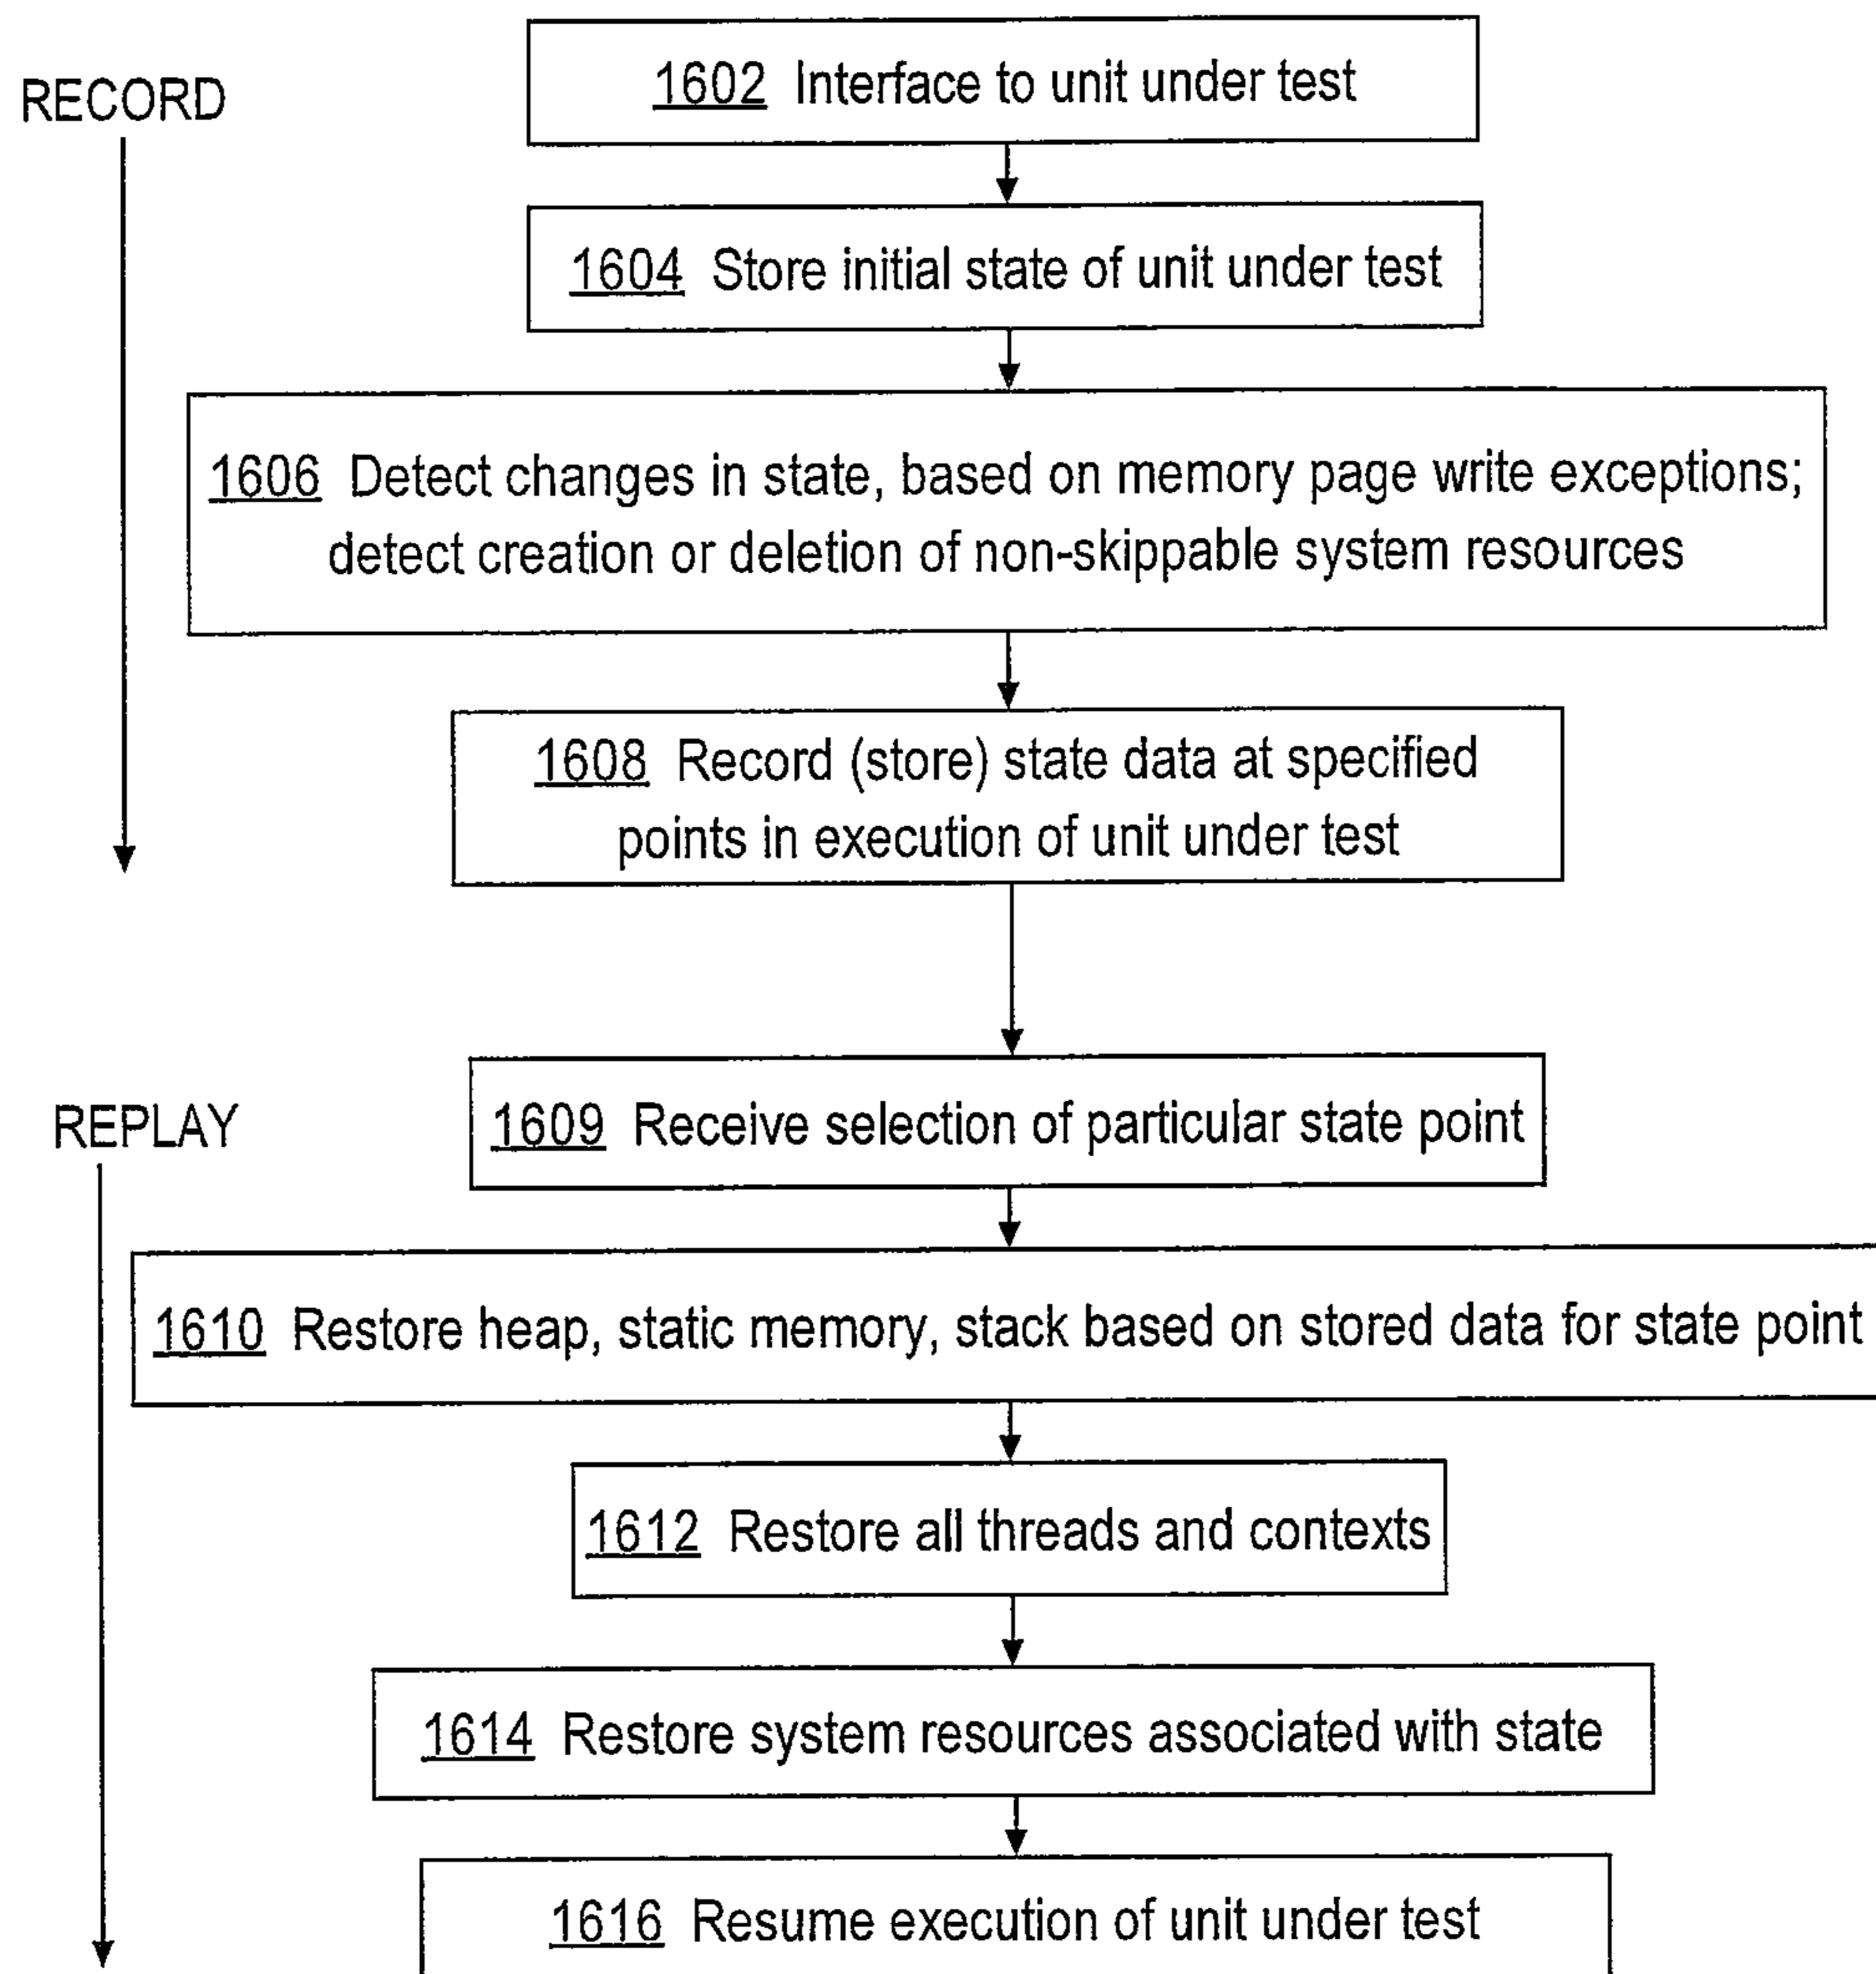 RECORD
1602 Interface to unit under test
1604 Store initial state of unit under test
1606 Detect changes in state, based on memory page write exceptions;
detect creation or deletion of non-skippable system resources
1608 Record (store) state data at specified
points in execution of unit under test
REPLAY
1609 Receive selection of particular state point
1610 Restore heap, static memory, stack based on stored data for state point
1612 Restore all threads and contexts
1614 Restore system resources associated with state
1616 Resume execution of unit under test